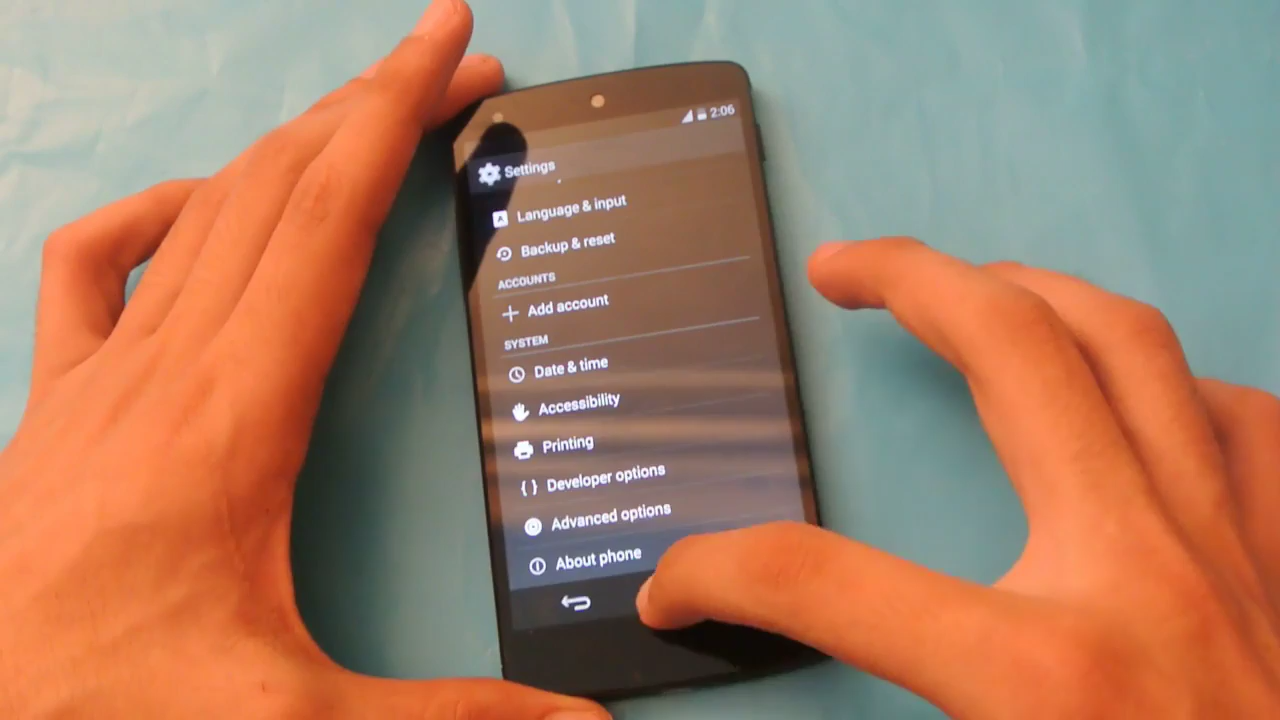 2:06
Settings
Language & input
Backup & reset
ACCOUNTS
Add account
SYSTEM
Date & time
Accessibility
Printing
Developer options
Advanced options
About phone